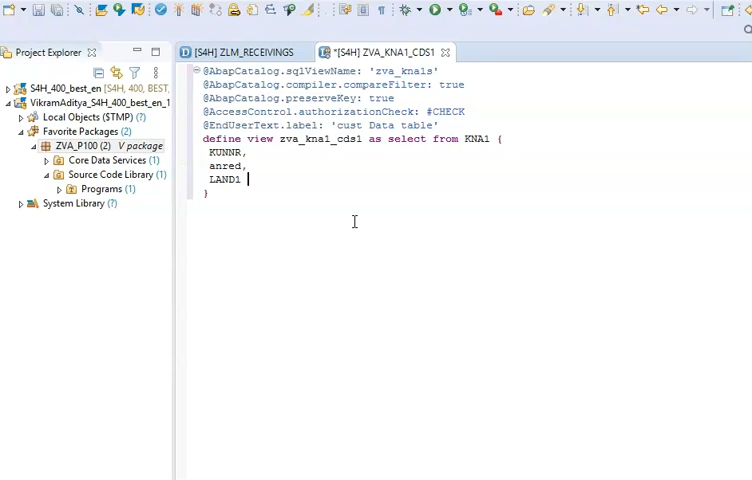 Project Explorer
S4H_400_best_en [S4H, 400, BEST,
VikramAditya_S4H_400_best_en_1
Local Objects ($TMP) (?)
Favorite Packages (2)
ZVA_P100 (2) V package
Core Data Services (1)
Source Code Library (1)
Programs (1)
System Library (?)
[S4H] ZLM_RECEIVINGS
*[S4H] ZVA_KNA1_CDS1
@AbapCatalog.sqlViewName: 'zva_kna1s'
@AbapCatalog.compiler.compareFilter: true
@AbapCatalog.preserveKey: true
@AccessControl.authorizationCheck: #CHECK
@EndUserText.label: 'cust Data table'
define view zva_kna1_cds1 as select from KNA1 {
KUNNR,
anred,
LAND1
}